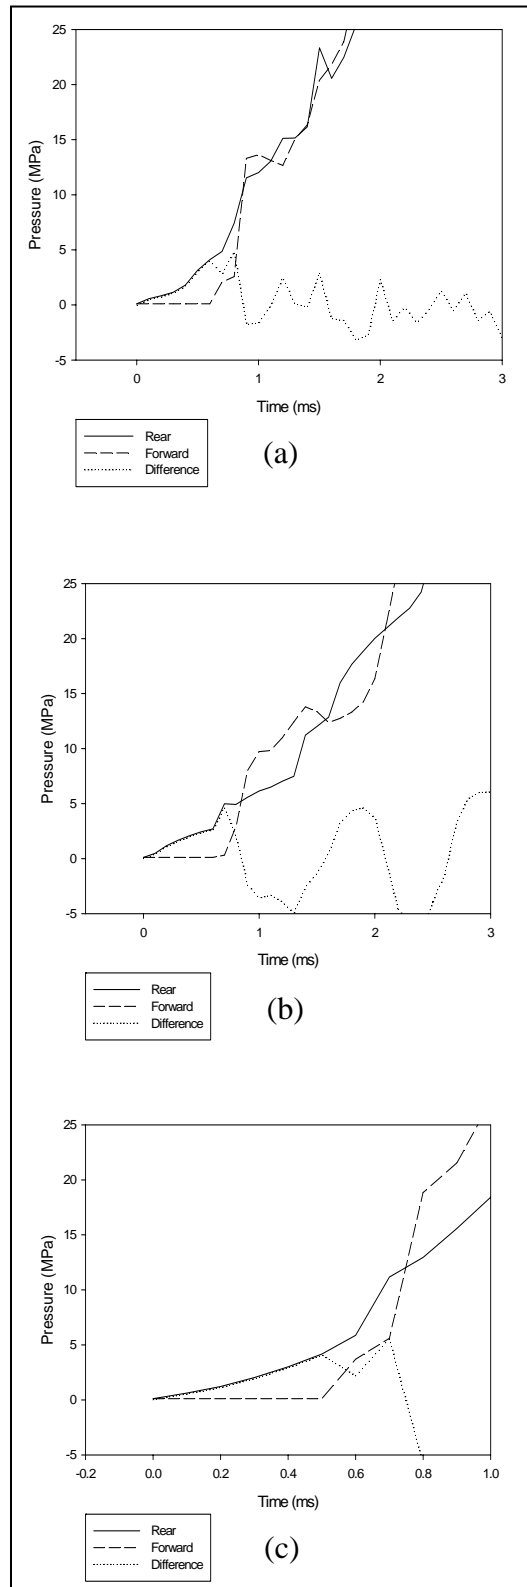 25
20
15
10
5
0
-5
Pressure (MPa)
0 1 2 3
Time (ms)
Rear
Forward
Difference
(a)
25
20
15
10
5
0
-5
Pressure (MPa)
0 1 2 3
Time (ms)
Rear
Forward
Difference
(b)
25
20
15
10
5
0
-5
Pressure (MPa)
-0.2 0.0 0.2 0.4 0.6 0.8 1.0
Time (ms)
Rear
Forward
Difference
(c)